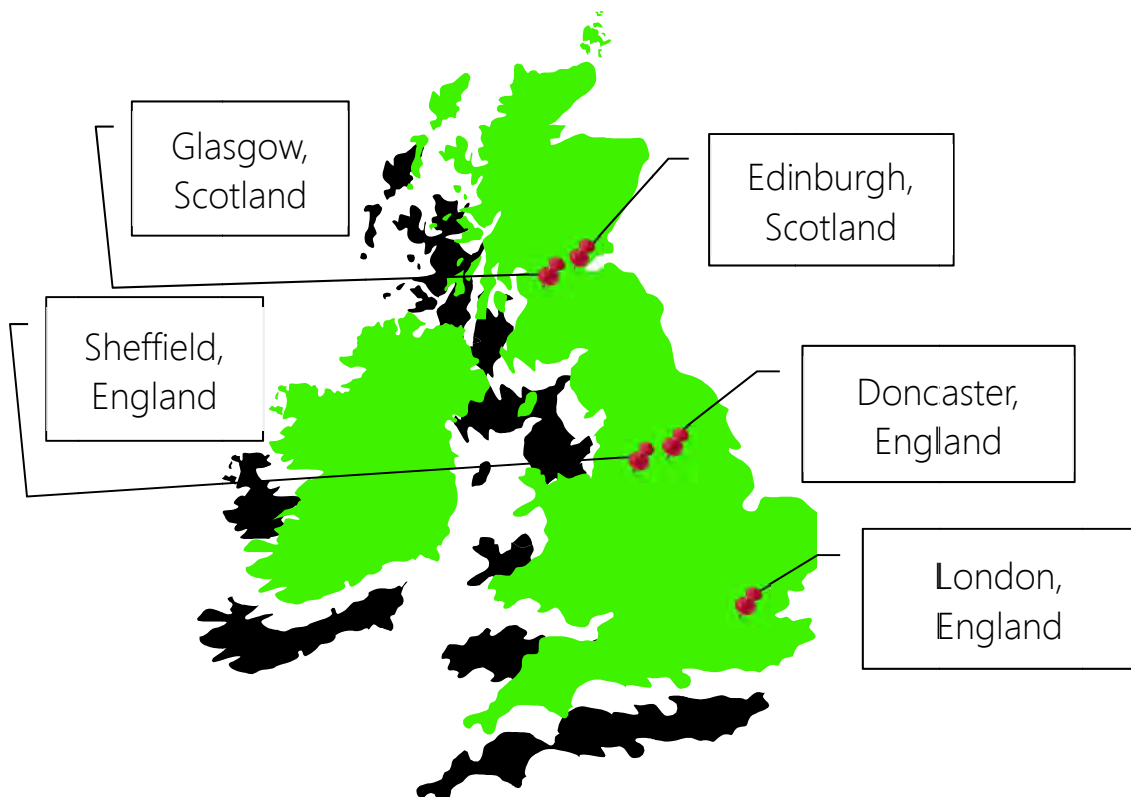 Glasgow,
Scotland
Edinburgh,
Scotland
Sheffield,
England
Doncaster,
England
London,
England